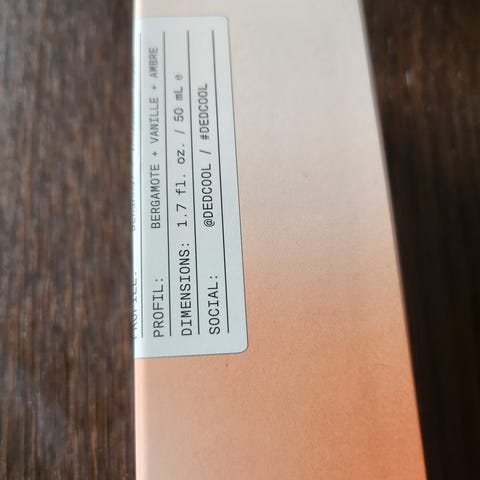 PROFIL: BERGAMOTE + VANILLE + AMBRE
DIMENSIONS: 1.7 fl. oz. / 50 mL e
SOCIAL: @DEDCOOL / #DEDCOOL